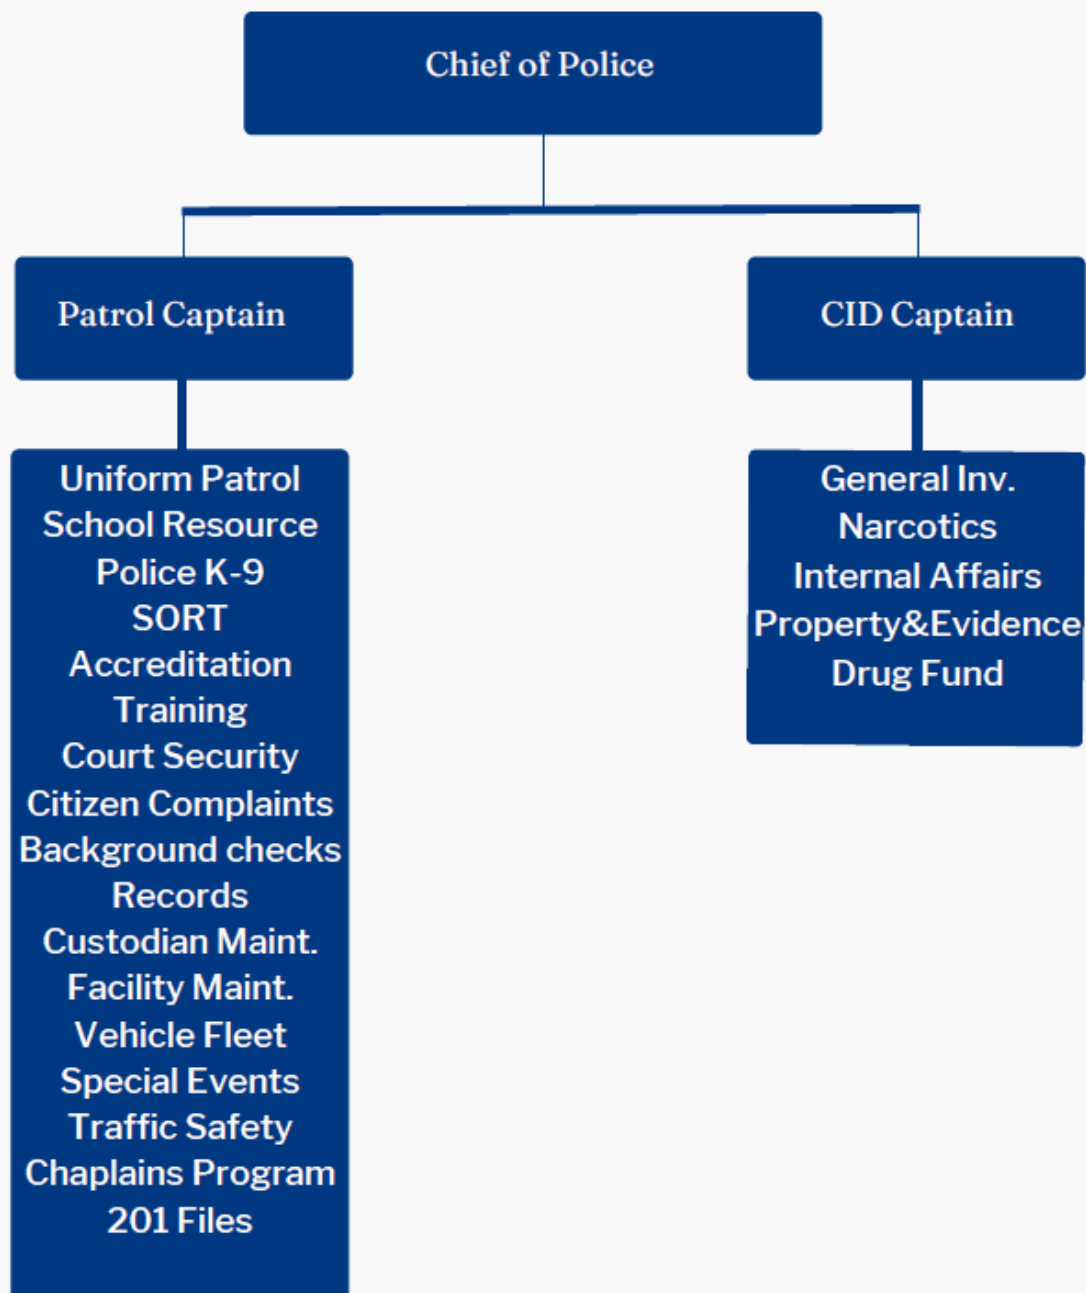 Chief of Police
Patrol Captain
CID Captain
Uniform Patrol
School Resource
Police K-9
SORT
Accreditation
Training
Court Security
Citizen Complaints
Background checks
Records
Custodian Maint.
Facility Maint.
Vehicle Fleet
Special Events
Traffic Safety
Chaplains Program
201 Files
General Inv.
Narcotics
Internal Affairs
Property&Evidence
Drug Fund